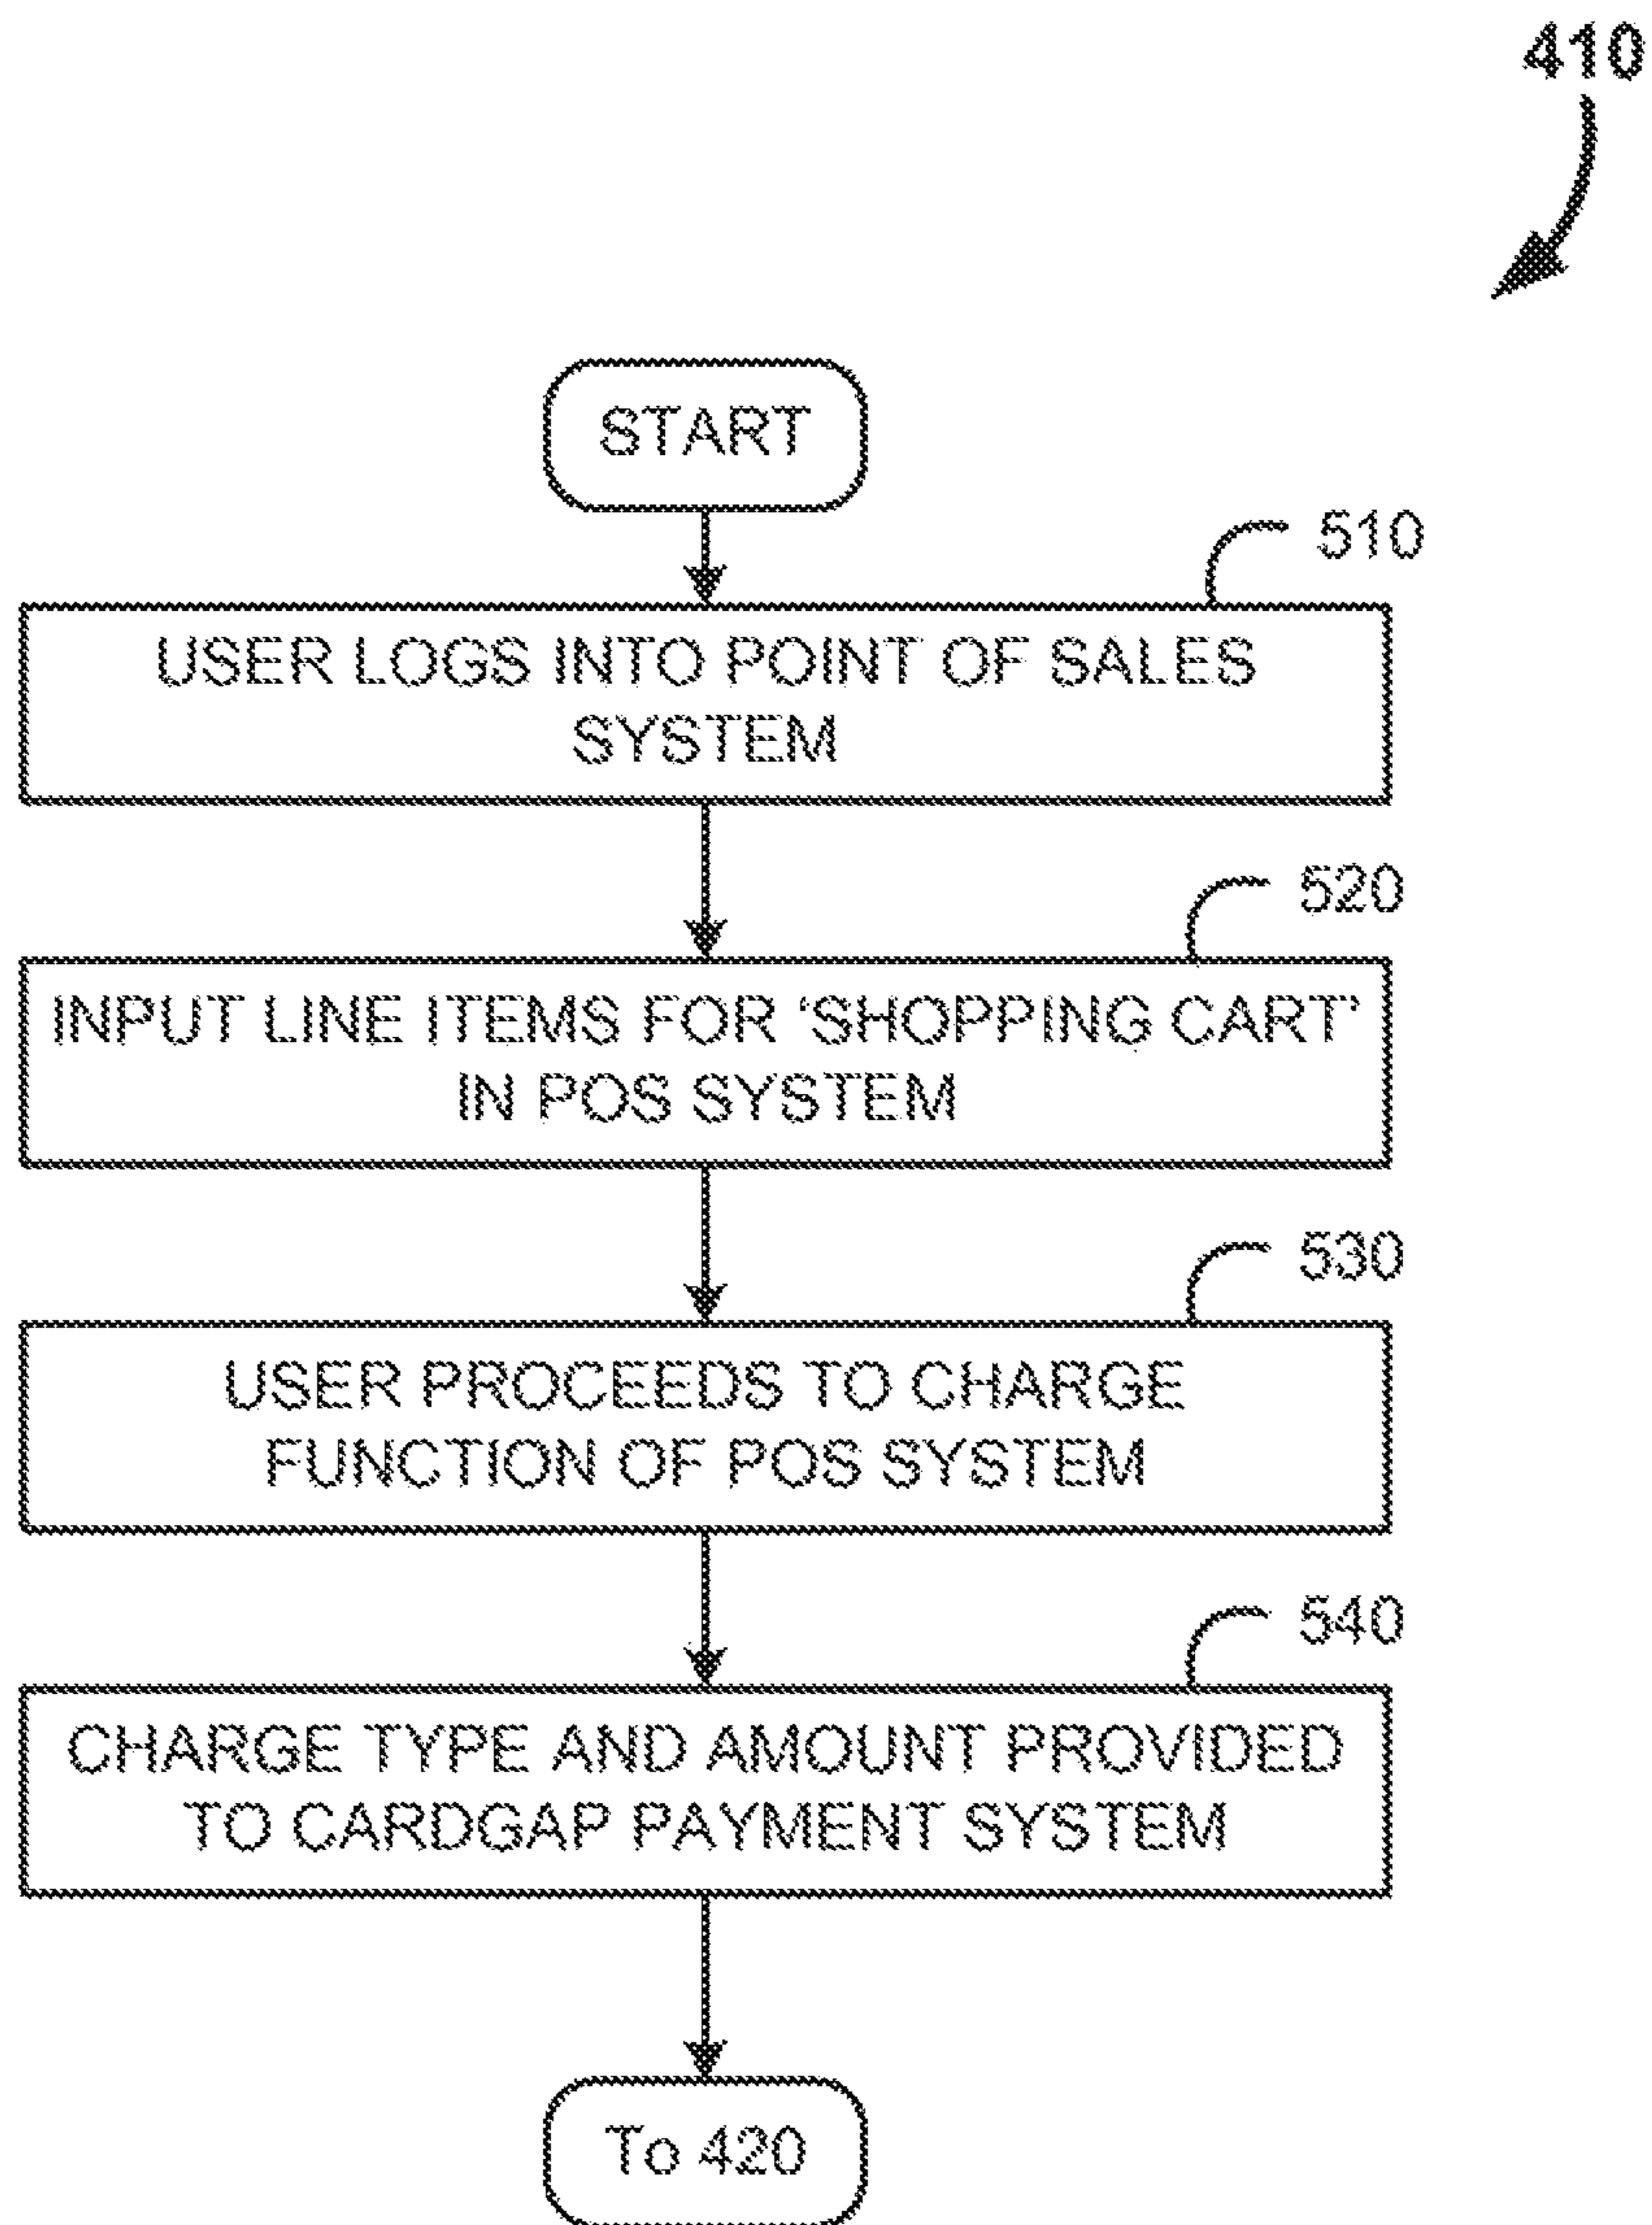 410
START
510
USER LOGS INTO POINT OF SALES
SYSTEM
520
INPUT LINE ITEMS FOR ‘SHOPPING CART’
IN POS SYSTEM
530
USER PROCEEDS TO CHARGE
FUNCTION OF POS SYSTEM
540
CHARGE TYPE AND AMOUNT PROVIDED
TO CARDGAP PAYMENT SYSTEM
To 420